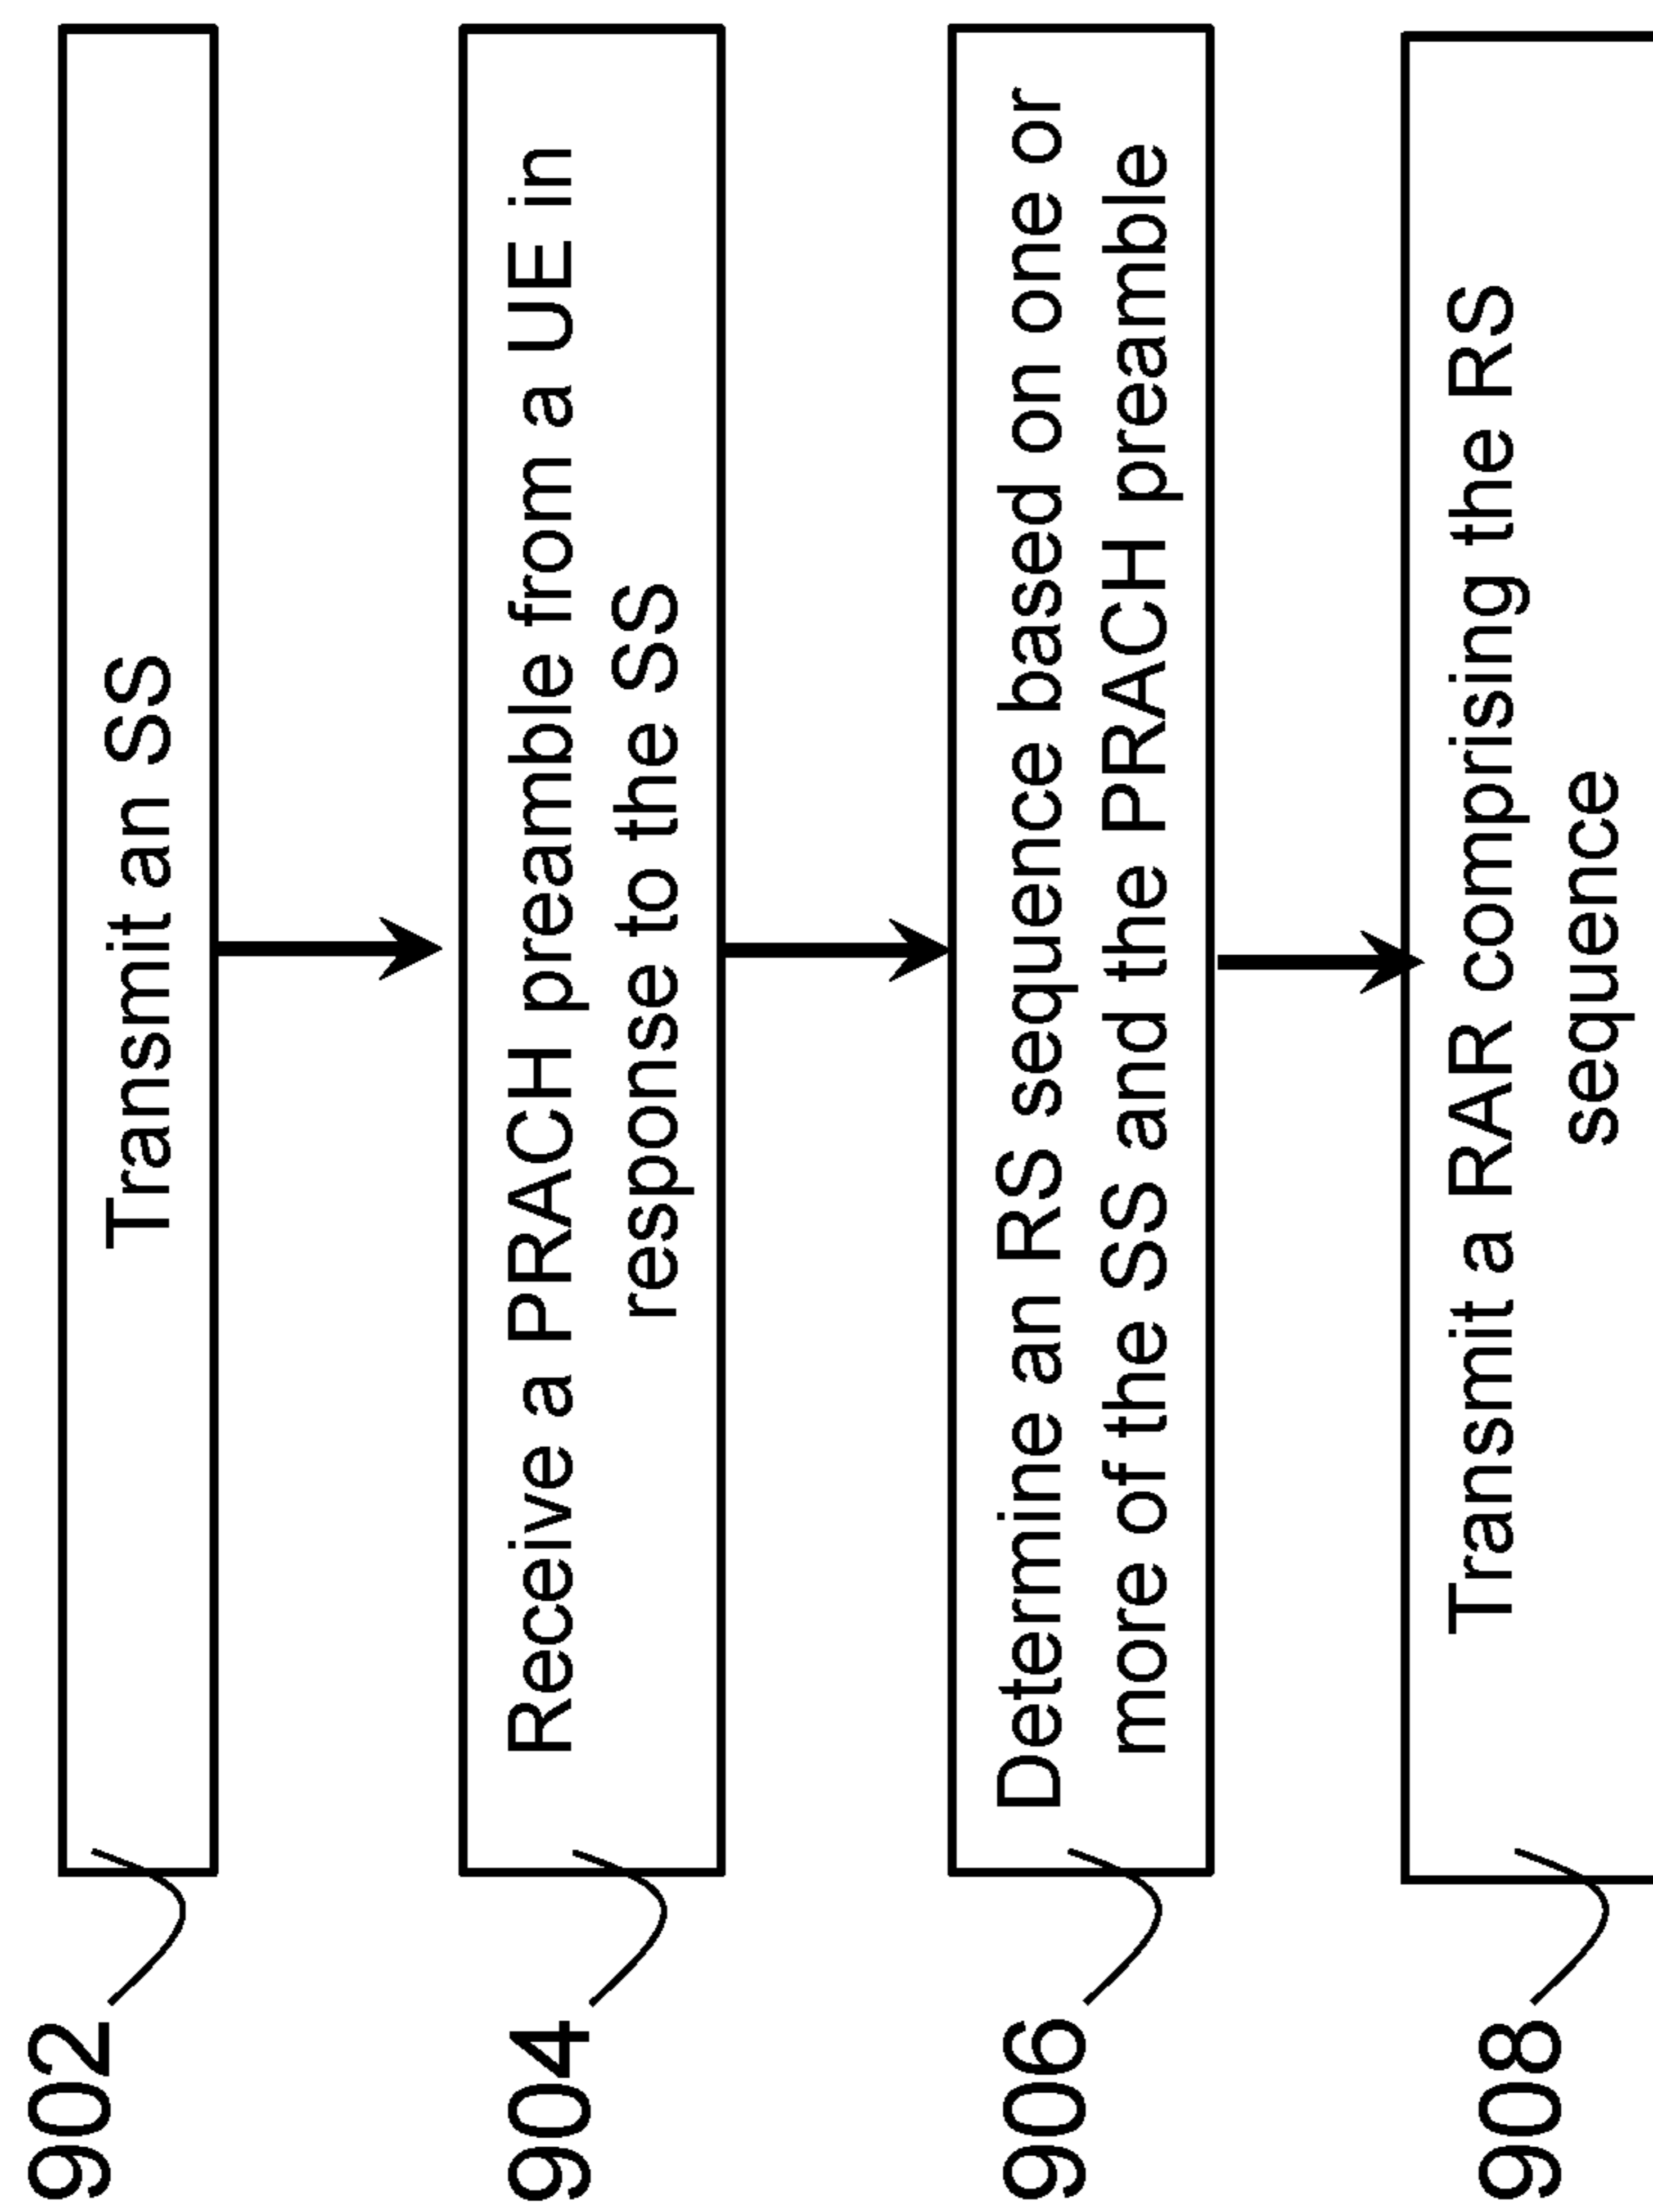 902
Transmit an SS
904
Receive a PRACH preamble from a UE in
response to the SS
906
Determine an RS sequence based on one or
more of the SS and the PRACH preamble
908
Transmit a RAR comprising the RS
sequence